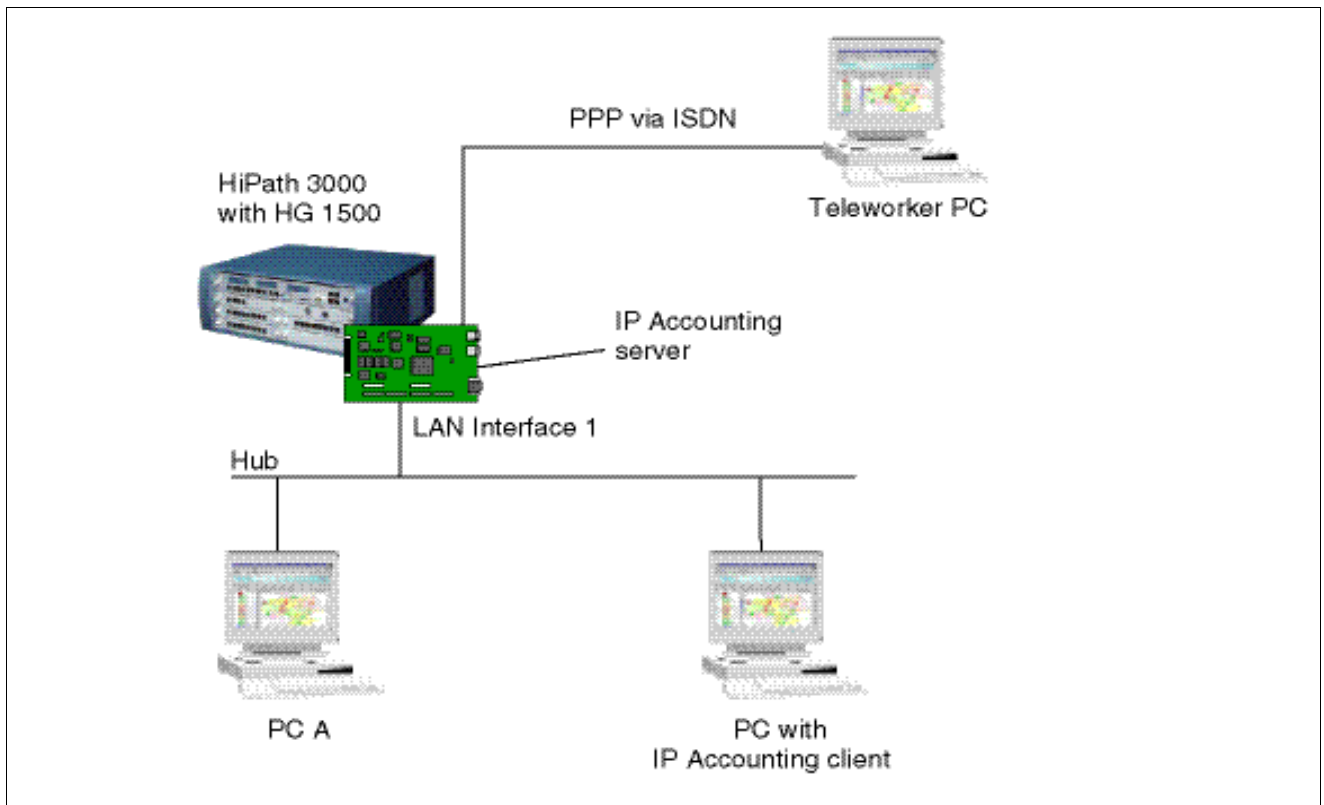 PPP via ISDN
HiPath 3000
with HG 1500
Teleworker PC
IP Accounting
server
LAN Interface 1
Hub
PC A
PC with
IP Accounting client